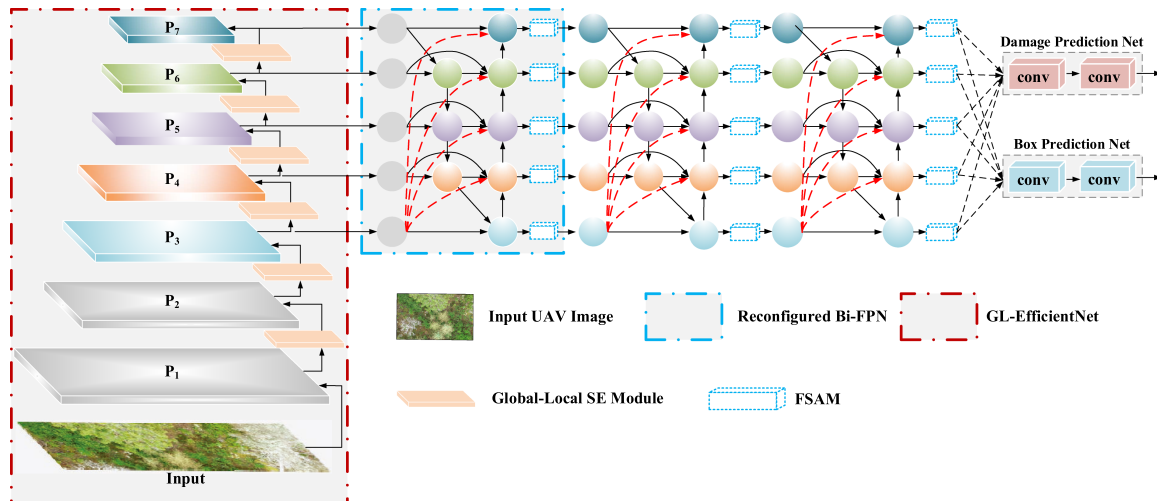 P7
P6
P5
P4
P3
P2
P1
Input
Damage Prediction Net
conv conv
Box Prediction Net
conv conv
Input UAV Image
Reconfigured Bi-FPN
GL-EfficientNet
Global-Local SE Module
FSAM